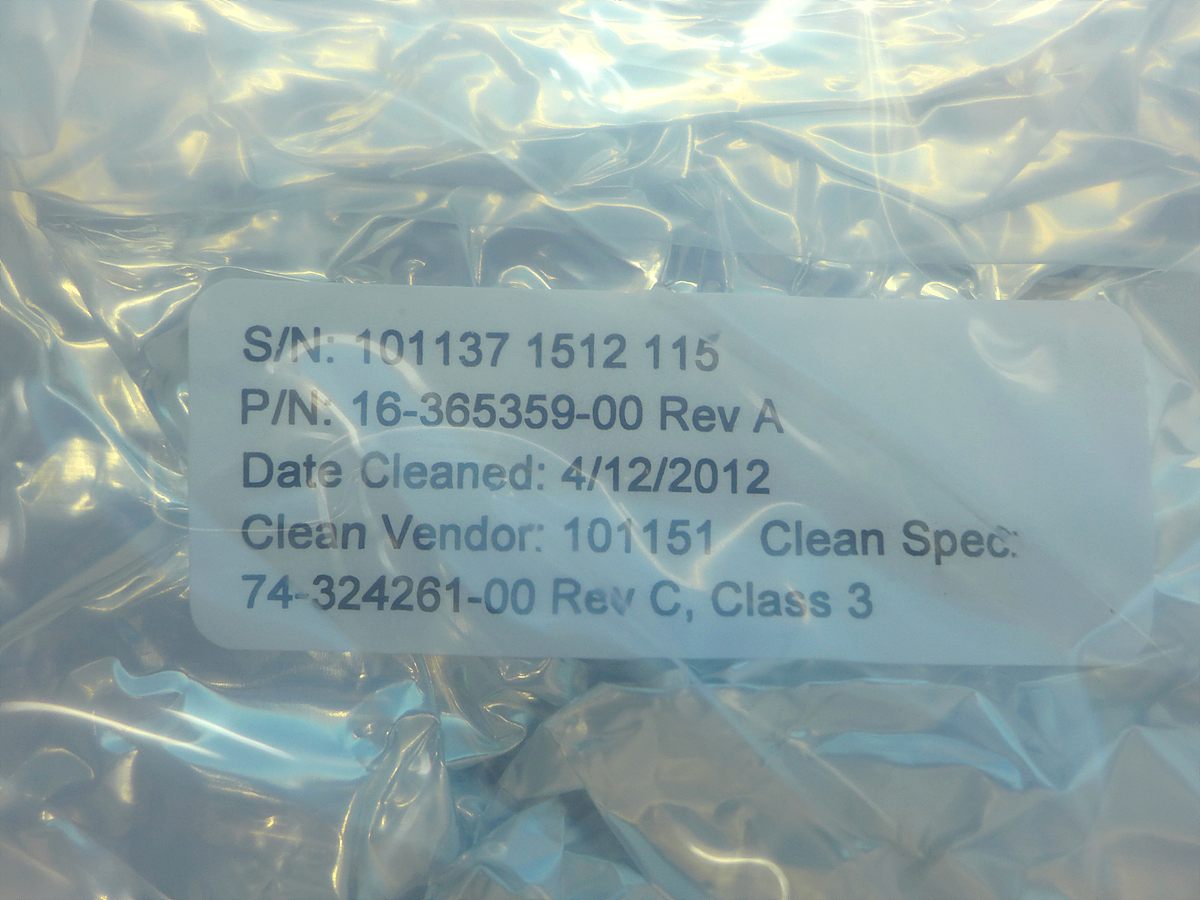 S/N: 101137 1512 115
P/N: 16-365359-00 Rev A
Date Cleaned: 4/12/2012
Clean Vendor: 101151 Clean Spec:
74-324261-00 Rev C, Class 3